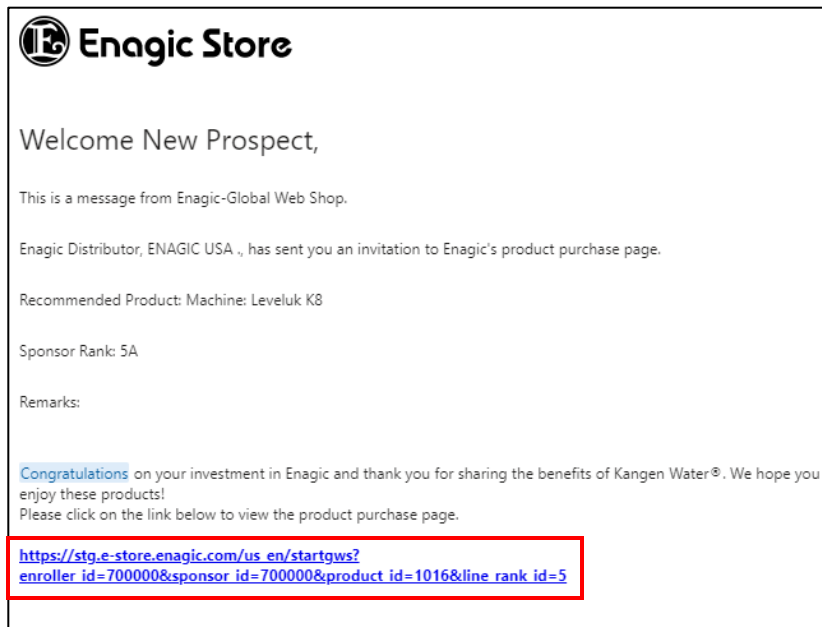 E Enagic Store
Welcome New Prospect,
This is a message from Enagic-Global Web Shop.
Enagic Distributor, ENAGIC USA ., has sent you an invitation to Enagic's product purchase page.
Recommended Product: Machine: Leveluk K8
Sponsor Rank: 5A
Remarks:
Congratulations on your investment in Enagic and thank you for sharing the benefits of Kangen Water®. We hope you
enjoy these products!
Please click on the link below to view the product purchase page.
https://stg.e-store.enagic.com/us_en/startgws?
enroller_id=700000&sponsor_id=700000&product_id=1016&line_rank_id=5